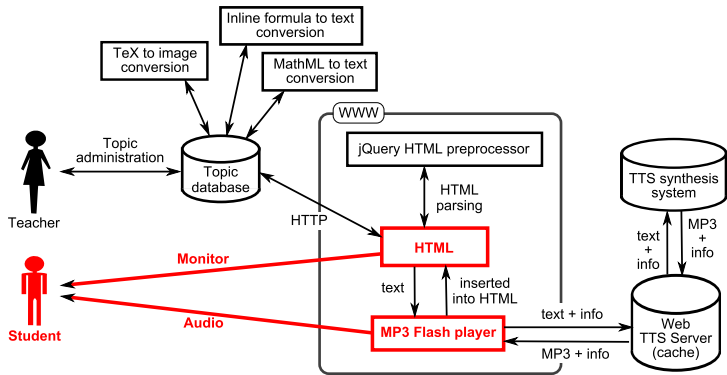 Inline formula to text
conversion
TeX to image
conversion
MathML to text
conversion
WWW
jQuery HTML preprocessor
Topic
administration
Topic
database
Teacher
HTML
parsing
HTTP
HTML
TTS synthesis
system
text
+
info
MP3
+
info
Monitor
text
inserted
into HTML
Student
Audio
MP3 Flash player
text + info
MP3 + info
Web
TTS Server
(cache)